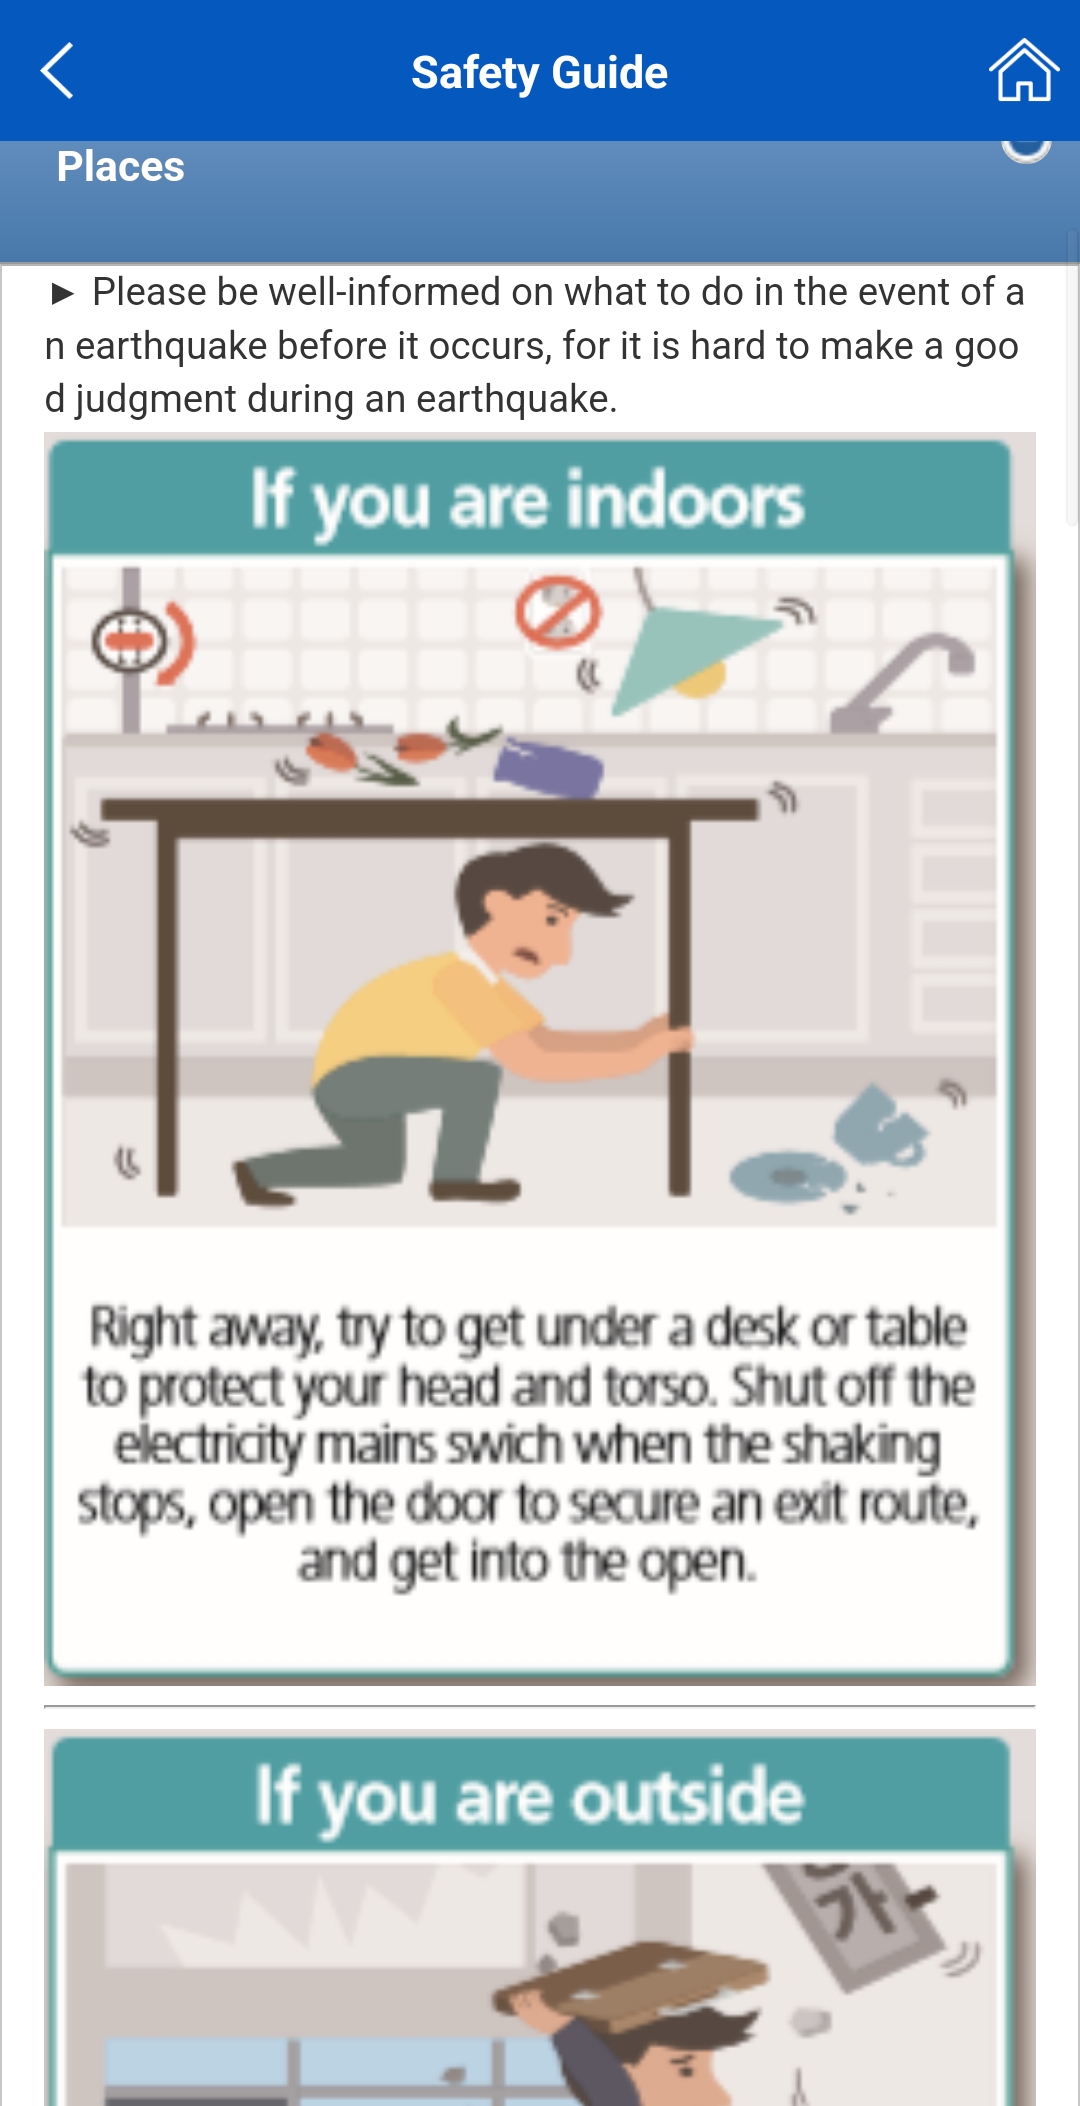 Safety Guide
Places
► Please be well-informed on what to do in the event of a
n earthquake before it occurs, for it is hard to make a goo
d judgment during an earthquake.
If you are indoors
Right away, try to get under a desk or table
to protect your head and torso. Shut off the
electricity mains swich when the shaking
stops, open the door to secure an exit route,
and get into the open.
If you are outside
가